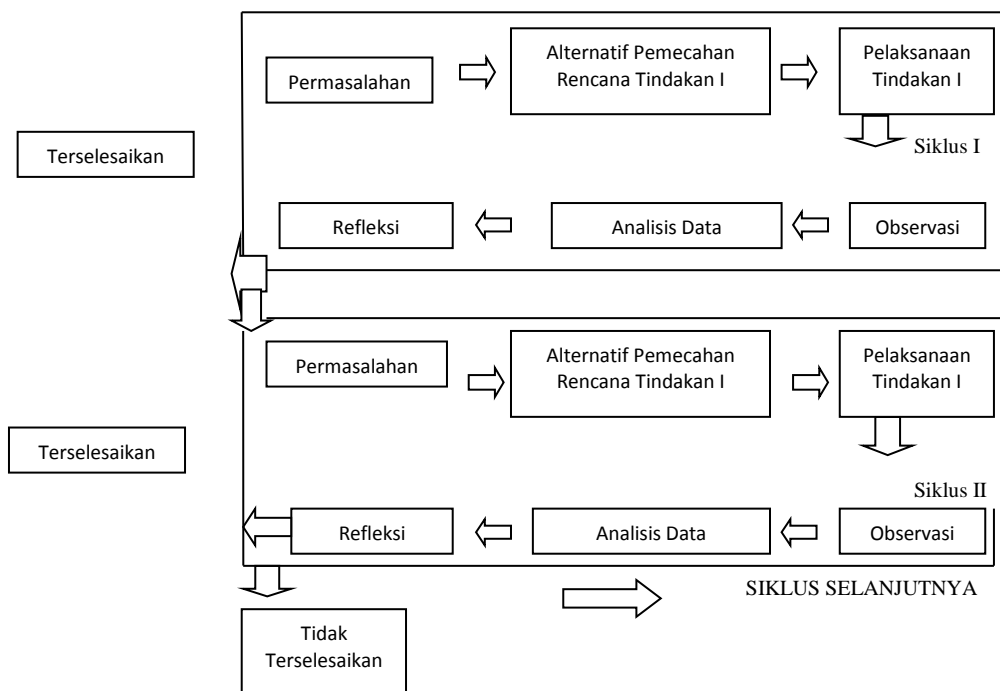 Permasalahan
Alternatif Pemecahan
Rencana Tindakan I
Pelaksanaan
Tindakan I
Siklus I
Terselesaikan
Refleksi
Analisis Data
Observasi
Permasalahan
Alternatif Pemecahan
Rencana Tindakan I
Pelaksanaan
Tindakan I
Terselesaikan
Siklus II
Refleksi
Analisis Data
Observasi
SIKLUS SELANJUTNYA
Tidak
Terselesaikan